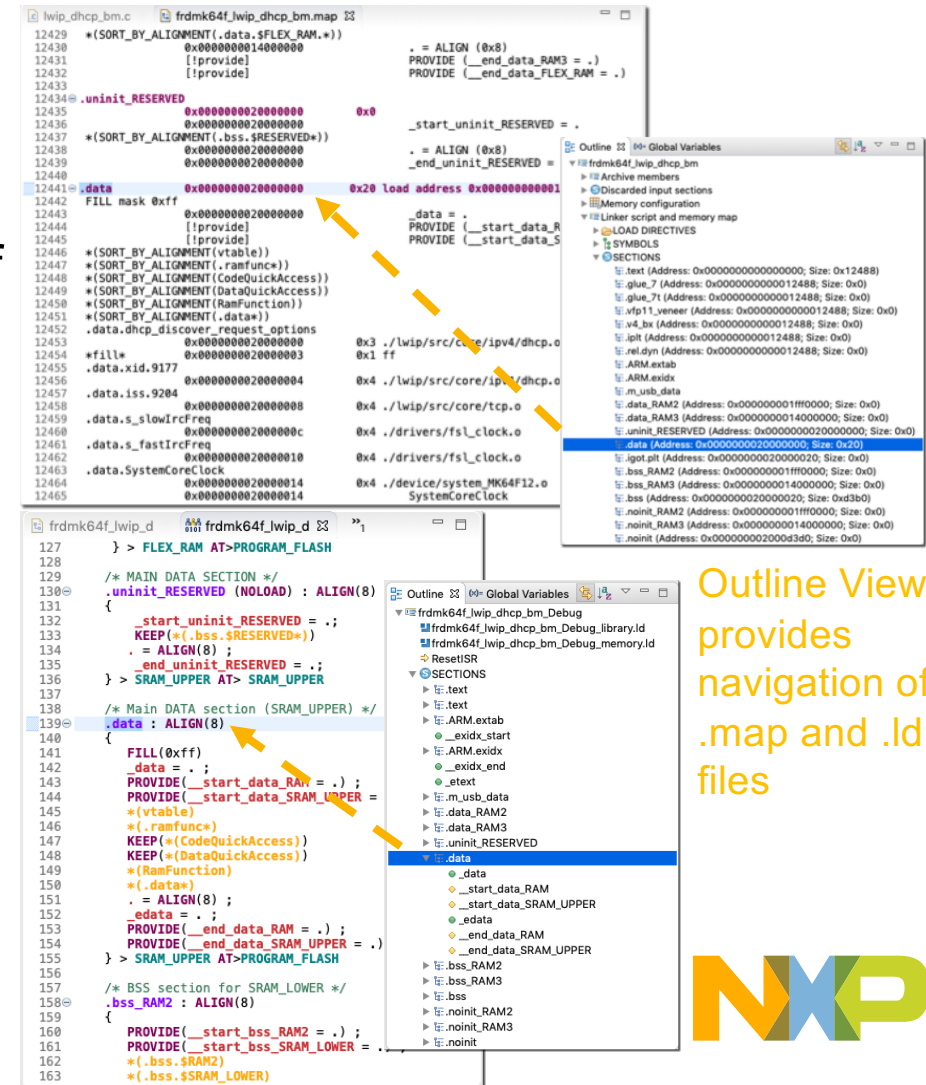 lwip_dhcp_bm.c frdmk64f_lwip_dhcp_bm.map
12429 *(SORT_BY_ALIGNMENT(.data.$FLEX_RAM.*))
12430 0x0000000014000000 . = ALIGN (0x8)
12431 [!provide] PROVIDE (__end_data_RAM3 = .)
12432 [!provide] PROVIDE (__end_data_FLEX_RAM = .)
12433
12434 .uninit_RESERVED
12435 0x0000000020000000 0x0
12436 0x0000000020000000 _start_uninit_RESERVED = .
12437 *(SORT_BY_ALIGNMENT(.bss.$RESERVED*))
12438 0x0000000020000000 . = ALIGN (0x8)
12439 0x0000000020000000 _end_uninit_RESERVED =
12440
12441 .data 0x0000000020000000 0x20 load address 0x000000000001
12442 FILL mask 0xff
12443 0x0000000020000000 _data = .
12444 [!provide] PROVIDE (__start_data_R
12445 [!provide] PROVIDE (__start_data_S
12446 *(SORT_BY_ALIGNMENT(vtable))
12447 *(SORT_BY_ALIGNMENT(.ramfunc*))
12448 *(SORT_BY_ALIGNMENT(CodeQuickAccess))
12449 *(SORT_BY_ALIGNMENT(DataQuickAccess))
12450 *(SORT_BY_ALIGNMENT(RamFunction))
12451 *(SORT_BY_ALIGNMENT(.data*))
12452 .data.dhcp_discover_request_options
12453 0x0000000020000000 0x3 ./lwip/src/core/ipv4/dhcp.o
12454 *fill* 0x0000000020000003 0x1 ff
12455 .data.xid.9177
12456 0x0000000020000004 0x4 ./lwip/src/core/ipv4/dhcp.o
12457 .data.iss.9204
12458 0x0000000020000008 0x4 ./lwip/src/core/tcp.o
12459 .data.s_slowIrcFreq
12460 0x000000002000000c 0x4 ./drivers/fsl_clock.o
12461 .data.s_fastIrcFreq
12462 0x0000000020000010 0x4 ./drivers/fsl_clock.o
12463 .data.SystemCoreClock
12464 0x0000000020000014 0x4 ./device/system_MK64F12.o
12465 0x0000000020000014 SystemCoreClock
Outline Global Variables
frdmk64f_lwip_dhcp_bm
Archive members
Discarded input sections
Memory configuration
Linker script and memory map
LOAD DIRECTIVES
SYMBOLS
SECTIONS
.text (Address: 0x0000000000000000; Size: 0x12488)
.glue_7 (Address: 0x0000000000012488; Size: 0x0)
.glue_7t (Address: 0x0000000000012488; Size: 0x0)
.vfp11_veneer (Address: 0x0000000000012488; Size: 0x0)
.v4_bx (Address: 0x0000000000012488; Size: 0x0)
.iplt (Address: 0x0000000000012488; Size: 0x0)
.rel.dyn (Address: 0x0000000000012488; Size: 0x0)
.ARM.extab
.ARM.exidx
.m_usb_data
.data_RAM2 (Address: 0x000000001fff0000; Size: 0x0)
.data_RAM3 (Address: 0x0000000014000000; Size: 0x0)
.uninit_RESERVED (Address: 0x0000000020000000; Size: 0x0)
.data (Address: 0x0000000020000000; Size: 0x20)
.igot.plt (Address: 0x0000000020000020; Size: 0x0)
.bss_RAM2 (Address: 0x000000001fff0000; Size: 0x0)
.bss_RAM3 (Address: 0x0000000014000000; Size: 0x0)
.bss (Address: 0x0000000020000020; Size: 0xd3b0)
.noinit_RAM2 (Address: 0x000000001fff0000; Size: 0x0)
.noinit_RAM3 (Address: 0x0000000014000000; Size: 0x0)
.noinit (Address: 0x000000002000d3d0; Size: 0x0)
frdmk64f_lwip_d frdmk64f_lwip_d »1
127 } > FLEX_RAM AT>PROGRAM_FLASH
128
129 /* MAIN DATA SECTION */
130 .uninit_RESERVED (NOLOAD) : ALIGN(8)
131 {
132 _start_uninit_RESERVED = .;
133 KEEP(*(.bss.$RESERVED*))
134 . = ALIGN(8) ;
135 _end_uninit_RESERVED = .;
136 } > SRAM_UPPER AT> SRAM_UPPER
137
138 /* Main DATA section (SRAM_UPPER) */
139 .data : ALIGN(8)
140 {
141 FILL(0xff)
142 _data = . ;
143 PROVIDE(__start_data_RAM = .) ;
144 PROVIDE(__start_data_SRAM_UPPER =
145 *(vtable)
146 *(.ramfunc*)
147 KEEP(*(CodeQuickAccess))
148 KEEP(*(DataQuickAccess))
149 *(RamFunction)
150 *(.data*)
151 . = ALIGN(8) ;
152 _edata = . ;
153 PROVIDE(__end_data_RAM = .) ;
154 PROVIDE(__end_data_SRAM_UPPER = .)
155 } > SRAM_UPPER AT>PROGRAM_FLASH
156
157 /* BSS section for SRAM_LOWER */
158 .bss_RAM2 : ALIGN(8)
159 {
160 PROVIDE(__start_bss_RAM2 = .) ;
161 PROVIDE(__start_bss_SRAM_LOWER =
162 *(.bss.$RAM2)
163 *(.bss.$SRAM_LOWER)
Outline Global Variables
frdmk64f_lwip_dhcp_bm_Debug
frdmk64f_lwip_dhcp_bm_Debug_library.ld
frdmk64f_lwip_dhcp_bm_Debug_memory.ld
ResetISR
SECTIONS
.text
.text
.ARM.extab
__exidx_start
.ARM.exidx
__exidx_end
_etext
.m_usb_data
.data_RAM2
.data_RAM3
.uninit_RESERVED
.data
_data
__start_data_RAM
__start_data_SRAM_UPPER
_edata
__end_data_RAM
__end_data_SRAM_UPPER
.bss_RAM2
.bss_RAM3
.bss
.noinit_RAM2
.noinit_RAM3
.noinit
Outline View
provides
navigation of
.map and .ld
files
NXP